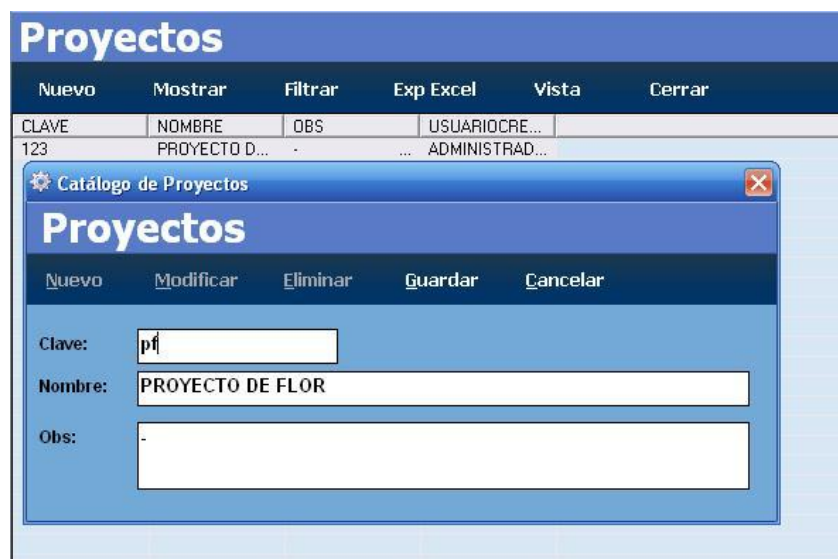 Proyectos
Nuevo Mostrar Filtrar Exp Excel Vista Cerrar
CLAVE NOMBRE OBS USUARIOCRE...
123 PROYECTO D... - ... ADMINISTRAD...
Catálogo de Proyectos
Proyectos
Nuevo Modificar Eliminar Guardar Cancelar
Clave: pf
Nombre: PROYECTO DE FLOR
Obs: -